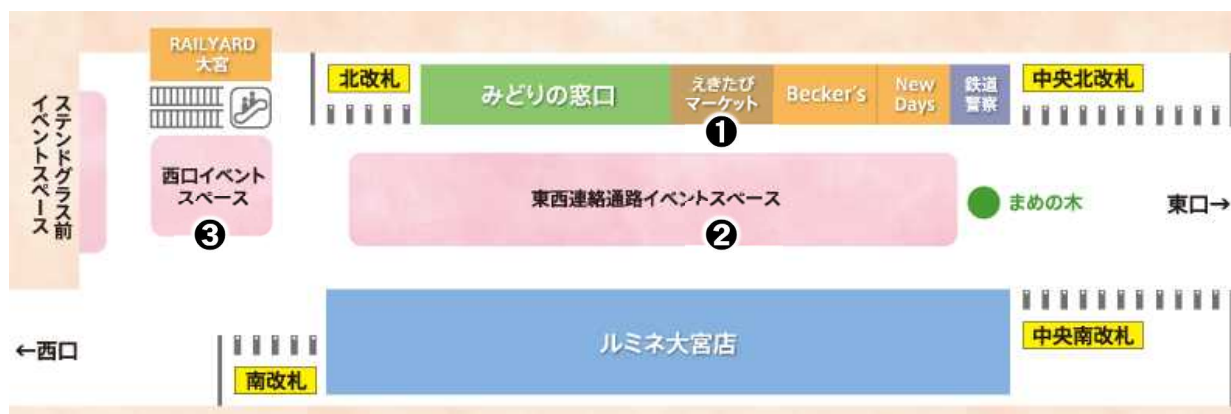 ステンドグラス前
イベントスペース
RAILYARD
大宮
西口イベント
スペース
❸
←西口
北改札
みどりの窓口
えきたび
マーケット
❶
Becker's
New
Days
鉄道
警察
中央北改札
東西連絡通路イベントスペース
❷
まめの木
東口→
南改札
ルミネ大宮店
中央南改札